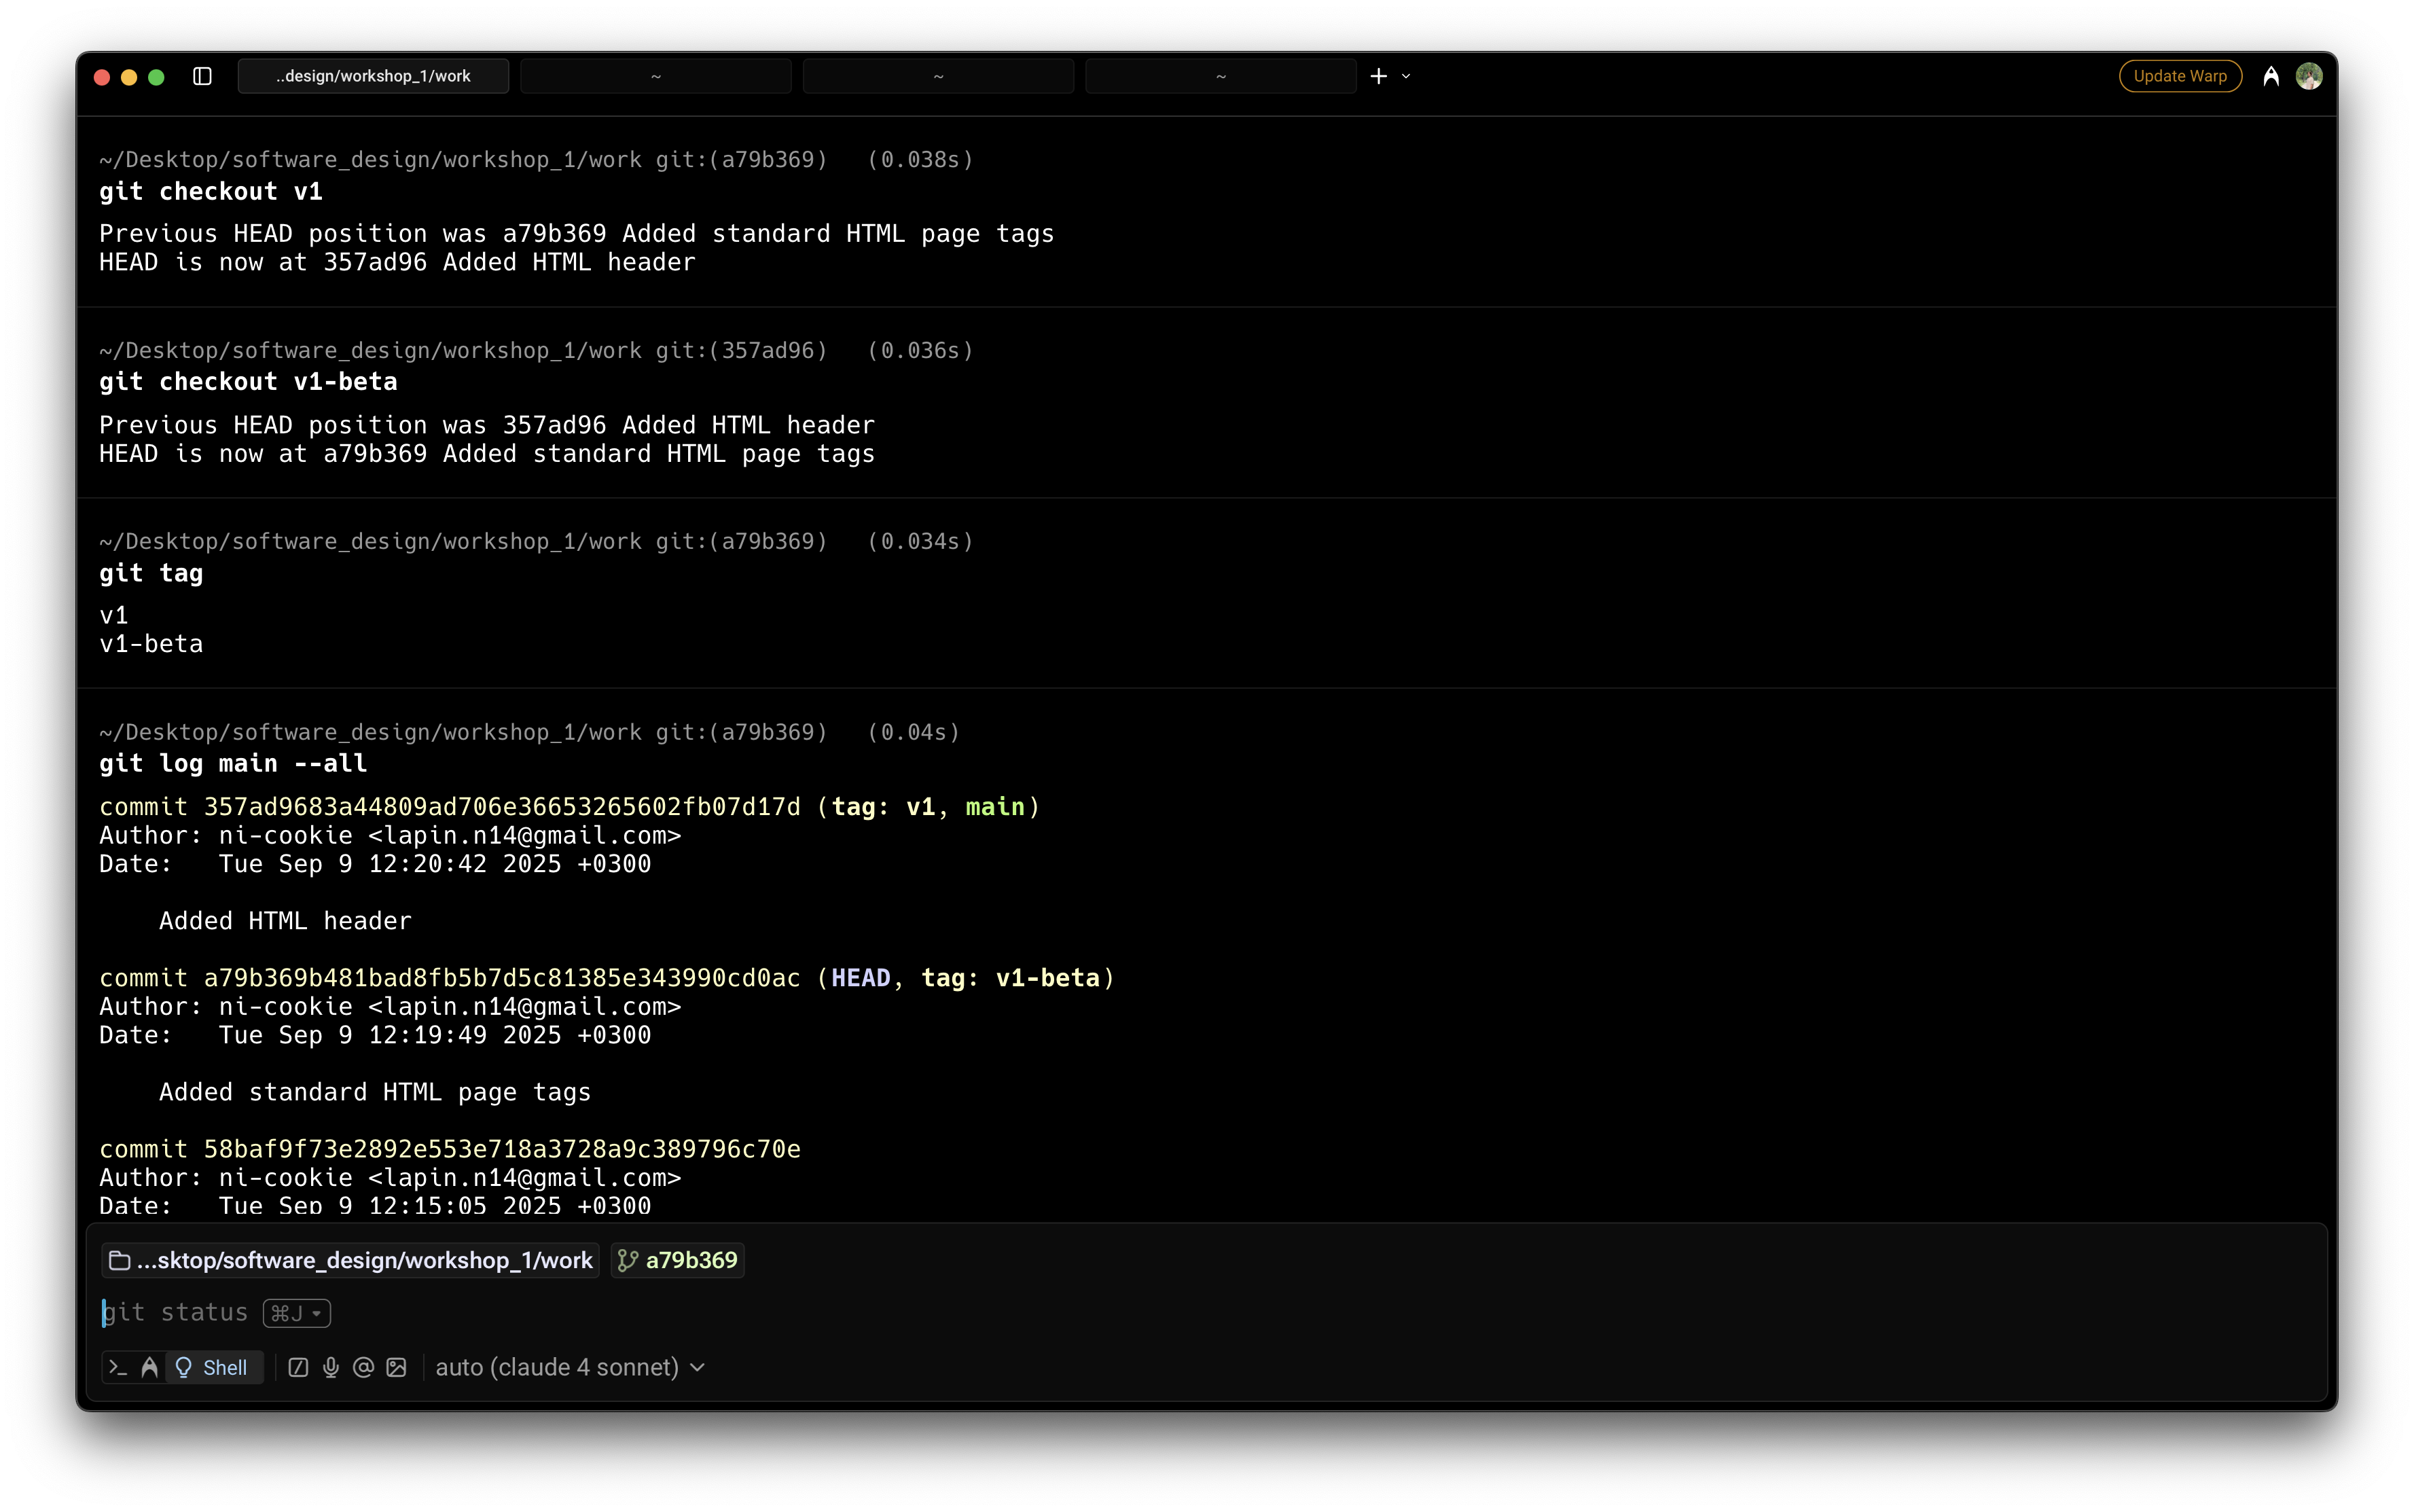 ..design/workshop_1/work ~ ~ ~ Update Warp
~/Desktop/software_design/workshop_1/work git:(a79b369) (0.038s)
git checkout v1
Previous HEAD position was a79b369 Added standard HTML page tags
HEAD is now at 357ad96 Added HTML header
~/Desktop/software_design/workshop_1/work git:(357ad96) (0.036s)
git checkout v1-beta
Previous HEAD position was 357ad96 Added HTML header
HEAD is now at a79b369 Added standard HTML page tags
~/Desktop/software_design/workshop_1/work git:(a79b369) (0.034s)
git tag
v1
v1-beta
~/Desktop/software_design/workshop_1/work git:(a79b369) (0.04s)
git log main --all
commit 357ad9683a44809ad706e36653265602fb07d17d (tag: v1, main)
Author: ni-cookie <lapin.n14@gmail.com>
Date:   Tue Sep 9 12:20:42 2025 +0300
Added HTML header
commit a79b369b481bad8fb5b7d5c81385e343990cd0ac (HEAD, tag: v1-beta)
Author: ni-cookie <lapin.n14@gmail.com>
Date:   Tue Sep 9 12:19:49 2025 +0300
Added standard HTML page tags
commit 58baf9f73e2892e553e718a3728a9c389796c70e
Author: ni-cookie <lapin.n14@gmail.com>
Date:   Tue Sep 9 12:15:05 2025 +0300
...sktop/software_design/workshop_1/work a79b369
git status ⌘J
Shell auto (claude 4 sonnet)